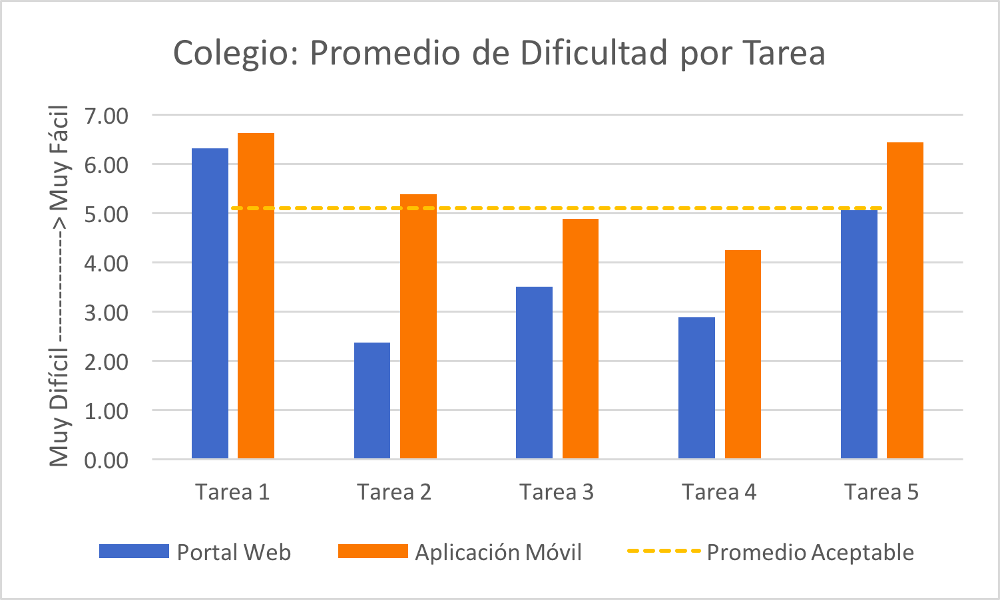 Colegio: Promedio de Dificultad por Tarea
Muy Difícil ---------------> Muy Fácil
7.00
6.00
5.00
4.00
3.00
2.00
1.00
0.00
Tarea 1 Tarea 2 Tarea 3 Tarea 4 Tarea 5
Portal Web Aplicación Móvil Promedio Aceptable